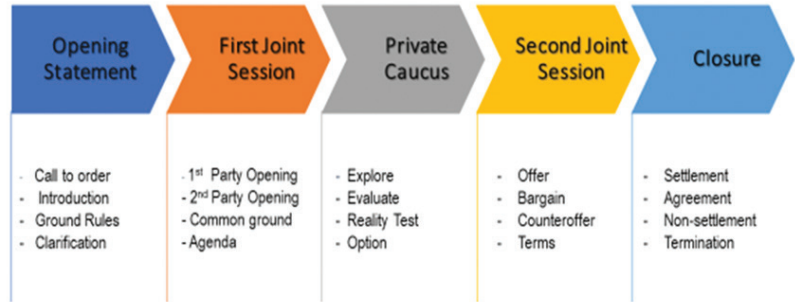 Opening
Statement
First Joint
Session
Private
Caucus
Second Joint
Session
Closure
- Call to order
- Introduction
- Ground Rules
- Clarification
- 1st Party Opening
- 2nd Party Opening
- Common ground
- Agenda
- Explore
- Evaluate
- Reality Test
- Option
- Offer
- Bargain
- Counteroffer
- Terms
- Settlement
- Agreement
- Non-settlement
- Termination